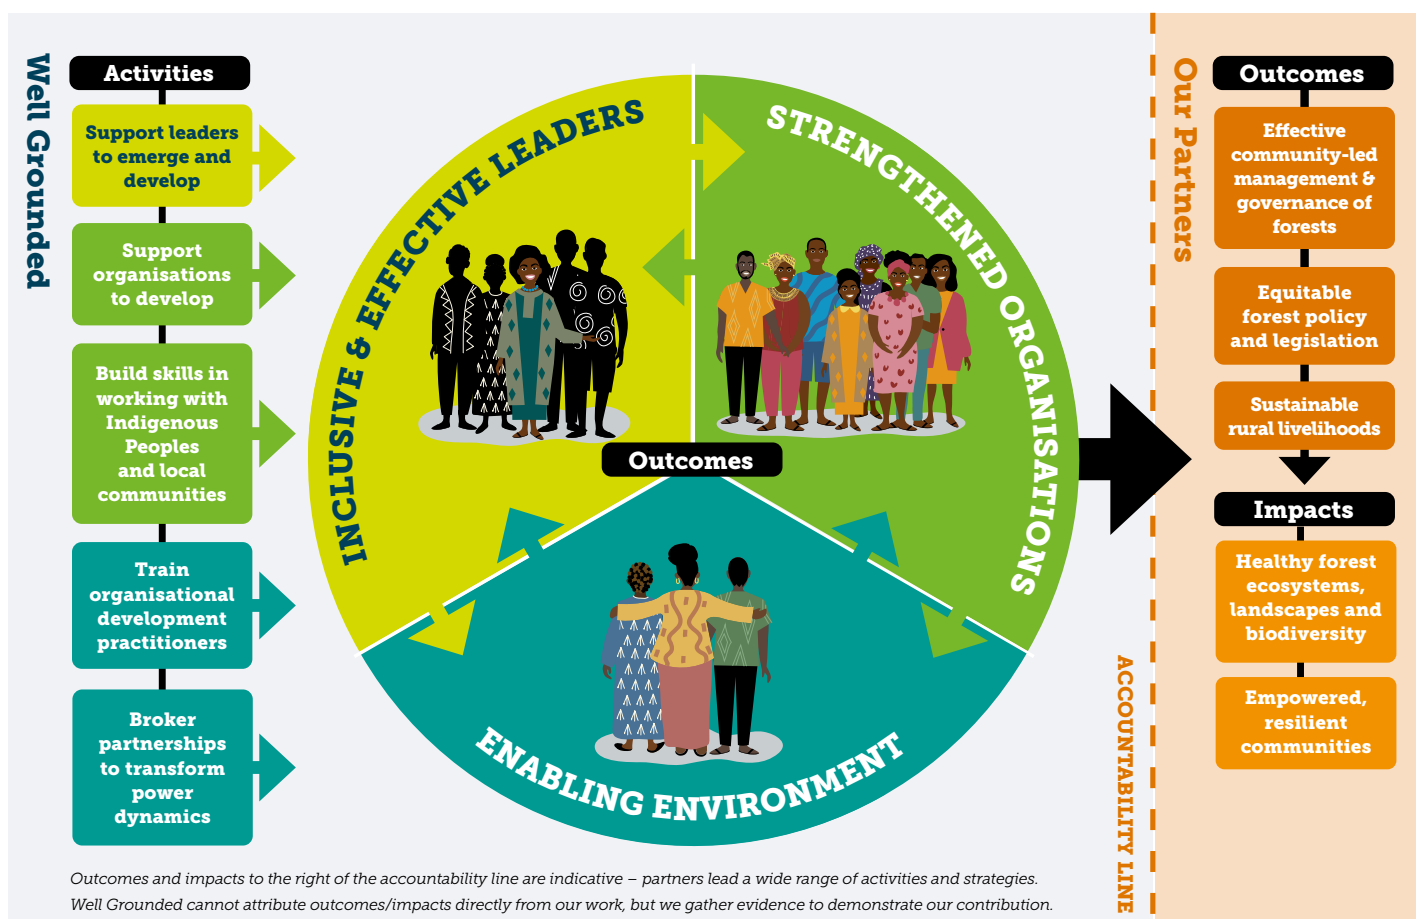 Well Grounded
Activities
Support leaders
to emerge and
develop
Support
organisations
to develop
Build skills in
working with
Indigenous
Peoples
and local
communities
Train
organisational
development
practitioners
Broker
partnerships
to transform
power
dynamics
INCLUSIVE & EFFECTIVE LEADERS
STRENGTHENED ORGANISATIONS
Outcomes
ENABLING ENVIRONMENT
ACCOUNTABILITY LINE
Our Partners
Outcomes
Effective
community-led
management &
governance of
forests
Equitable
forest policy
and legislation
Sustainable
rural livelihoods
Impacts
Healthy forest
ecosystems,
landscapes and
biodiversity
Empowered,
resilient
communities
Outcomes and impacts to the right of the accountability line are indicative – partners lead a wide range of activities and strategies.
Well Grounded cannot attribute outcomes/impacts directly from our work, but we gather evidence to demonstrate our contribution.